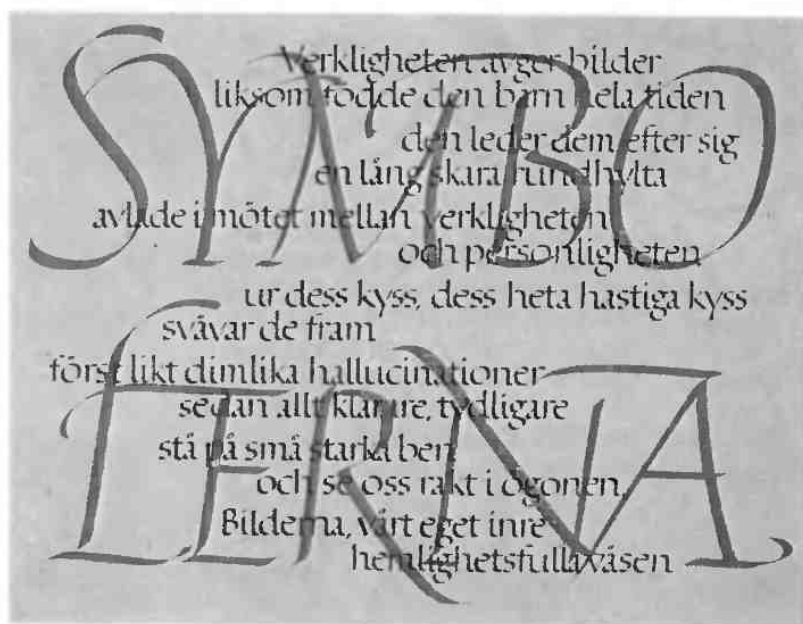 SYMBO
Verkligheten avger bilder
liksom födde den barn hela tiden
den leder dem efter sig
en lång skara rundhylta
avlade i mötet mellan verkligheten
och personligheten
ur dess kyss, dess heta hastiga kyss
svävar de fram
LERNA
först likt dimlika hallucinationer
sedan allt klarare, tydligare
stå på små starka ben
och se oss rakt i ögonen.
Bilderna, vårt eget inre
hemlighetsfulla väsen